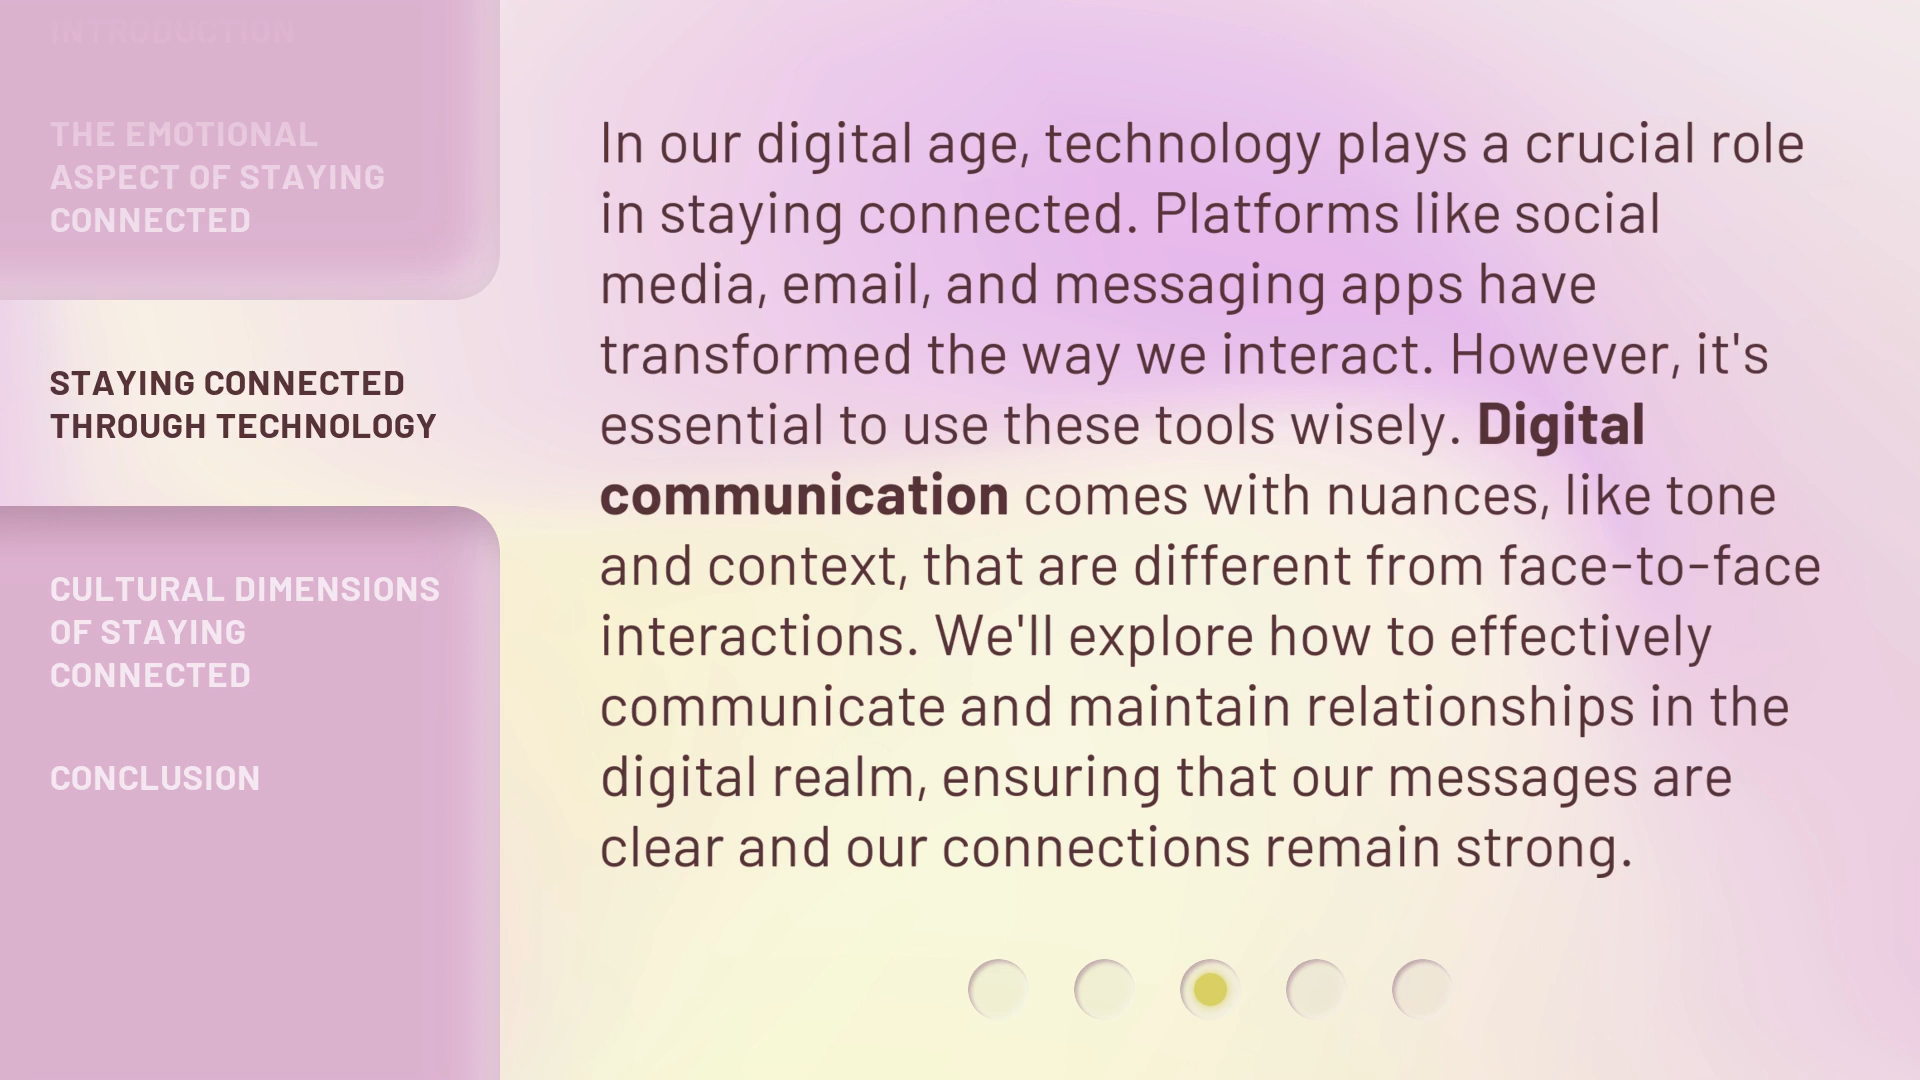 INTRODUCTION
THE EMOTIONAL
ASPECT OF STAYING
CONNECTED
STAYING CONNECTED
THROUGH TECHNOLOGY
CULTURAL DIMENSIONS
OF STAYING
CONNECTED
CONCLUSION
In our digital age, technology plays a crucial role
in staying connected. Platforms like social
media, email, and messaging apps have
transformed the way we interact. However, it's
essential to use these tools wisely. Digital
communication comes with nuances, like tone
and context, that are different from face-to-face
interactions. We'll explore how to effectively
communicate and maintain relationships in the
digital realm, ensuring that our messages are
clear and our connections remain strong.